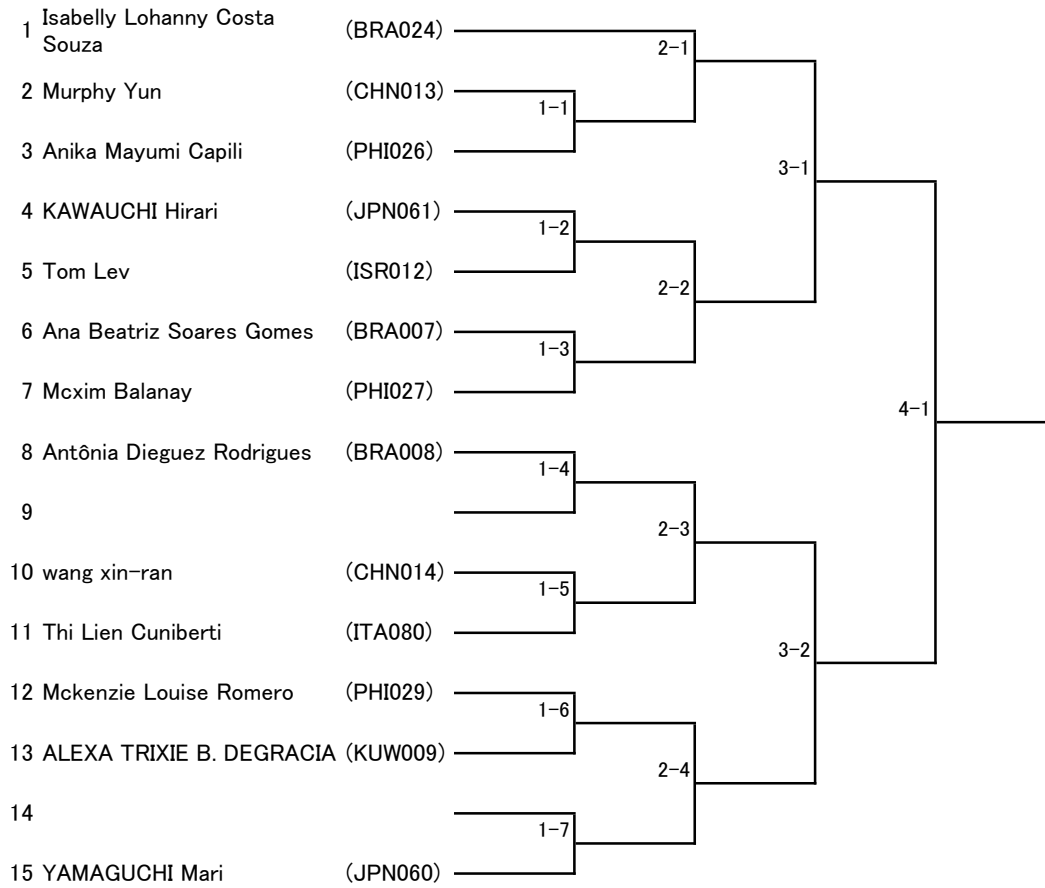 1 Isabelly Lohanny Costa
Souza (BRA024)
2-1
2 Murphy Yun (CHN013)
1-1
3 Anika Mayumi Capili (PHI026)
3-1
4 KAWAUCHI Hirari (JPN061)
1-2
5 Tom Lev (ISR012)
2-2
6 Ana Beatriz Soares Gomes (BRA007)
1-3
7 Mcxim Balanay (PHI027)
4-1
8 Antônia Dieguez Rodrigues (BRA008)
1-4
9
2-3
10 wang xin-ran (CHN014)
1-5
11 Thi Lien Cuniberti (ITA080)
3-2
12 Mckenzie Louise Romero (PHI029)
1-6
13 ALEXA TRIXIE B. DEGRACIA (KUW009)
2-4
14
1-7
15 YAMAGUCHI Mari (JPN060)